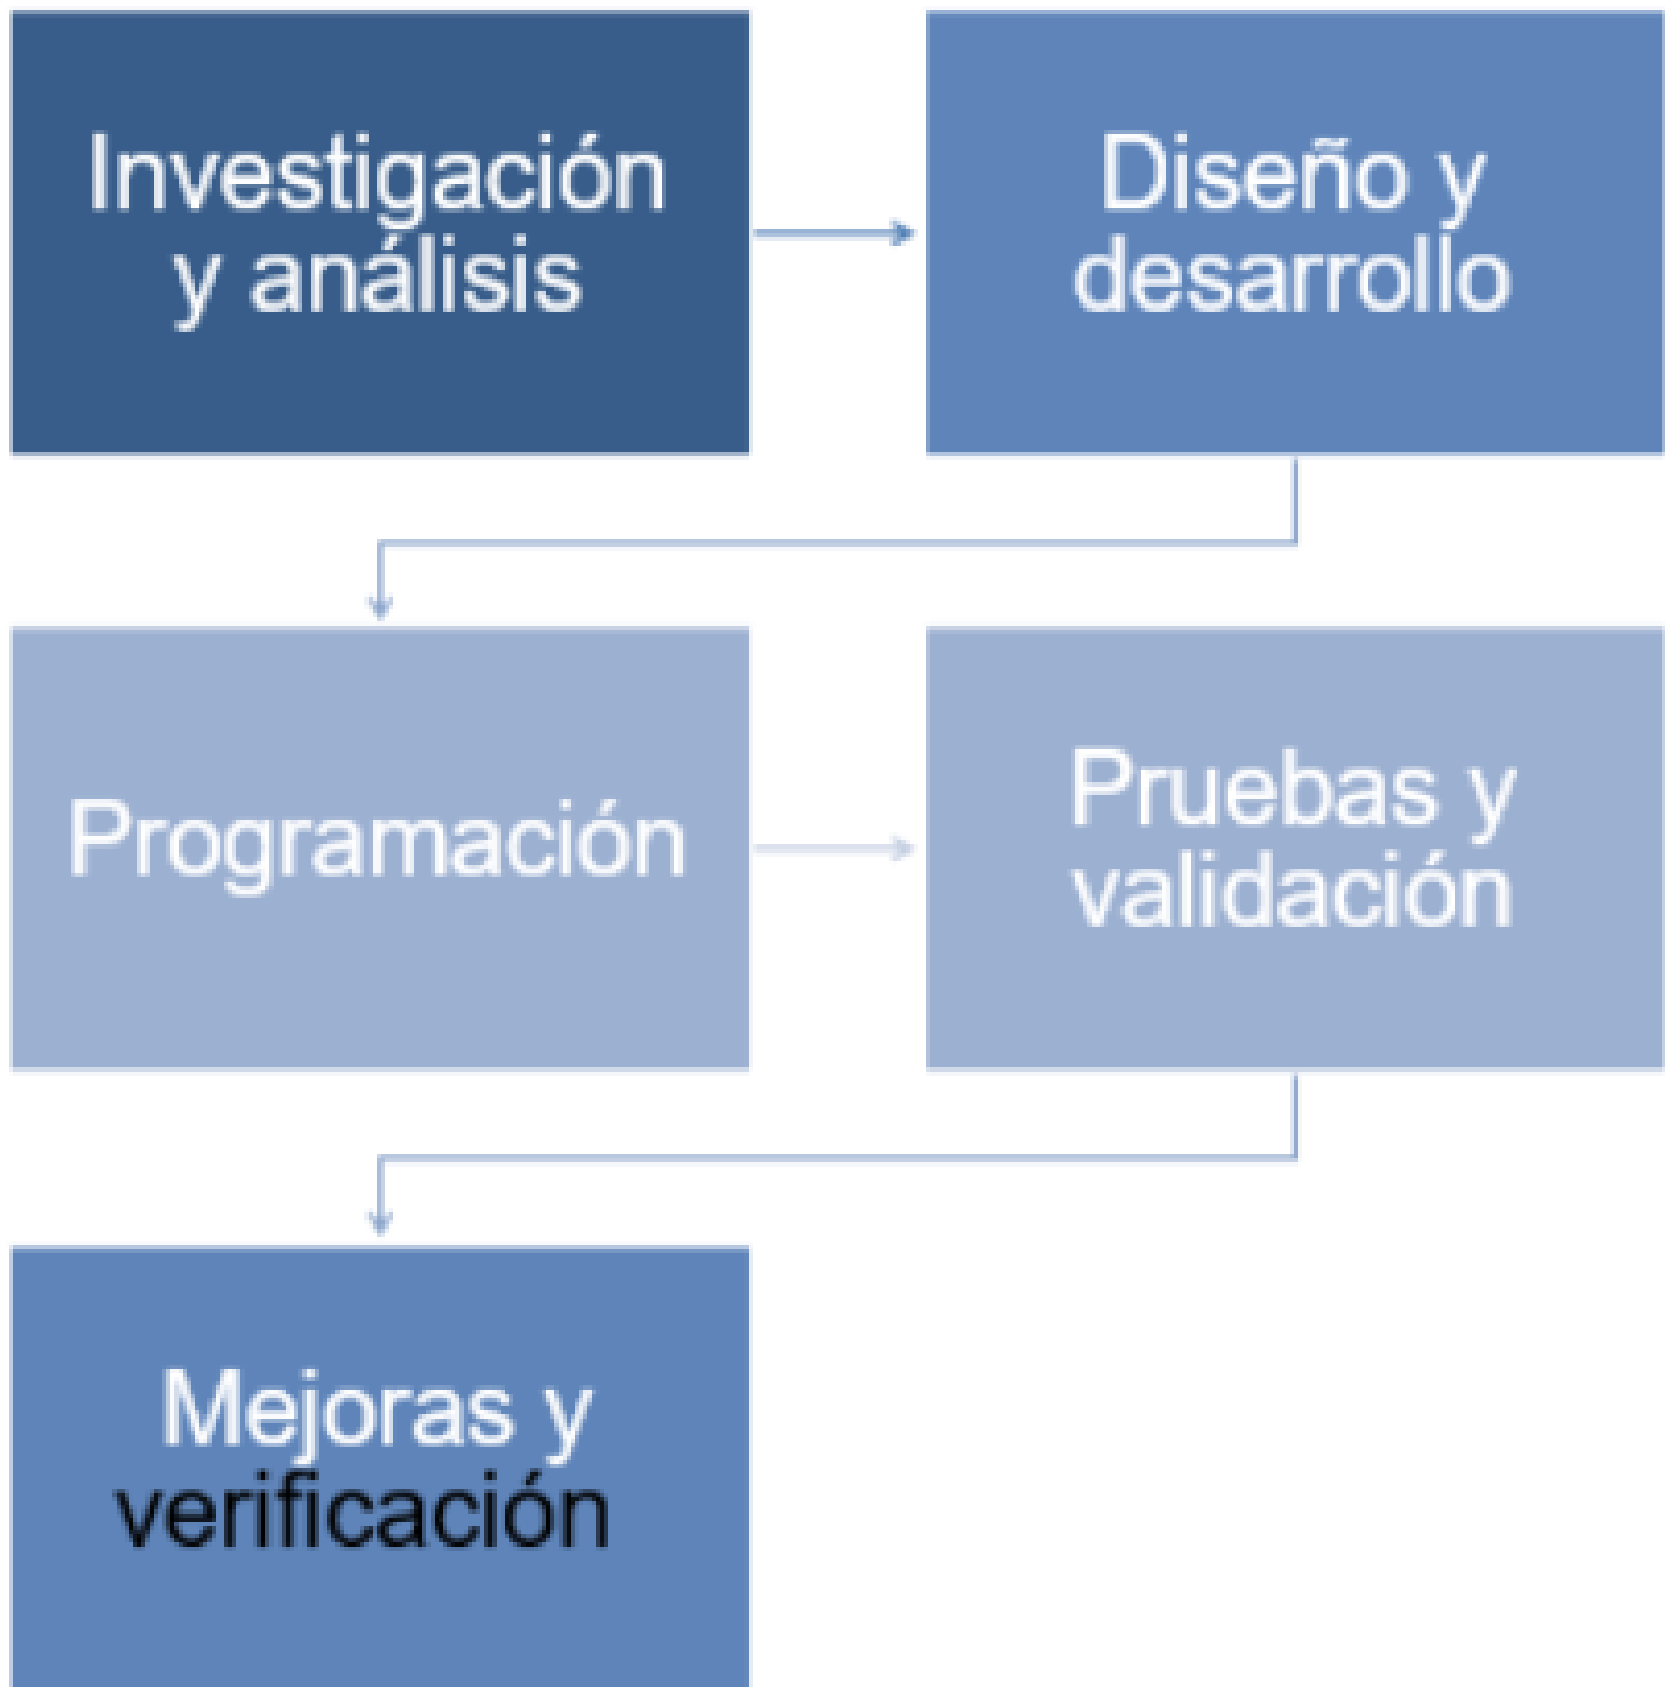 Investigación
y análisis
Diseño y
desarrollo
Programación
Pruebas y
validación
Mejoras y
verificación